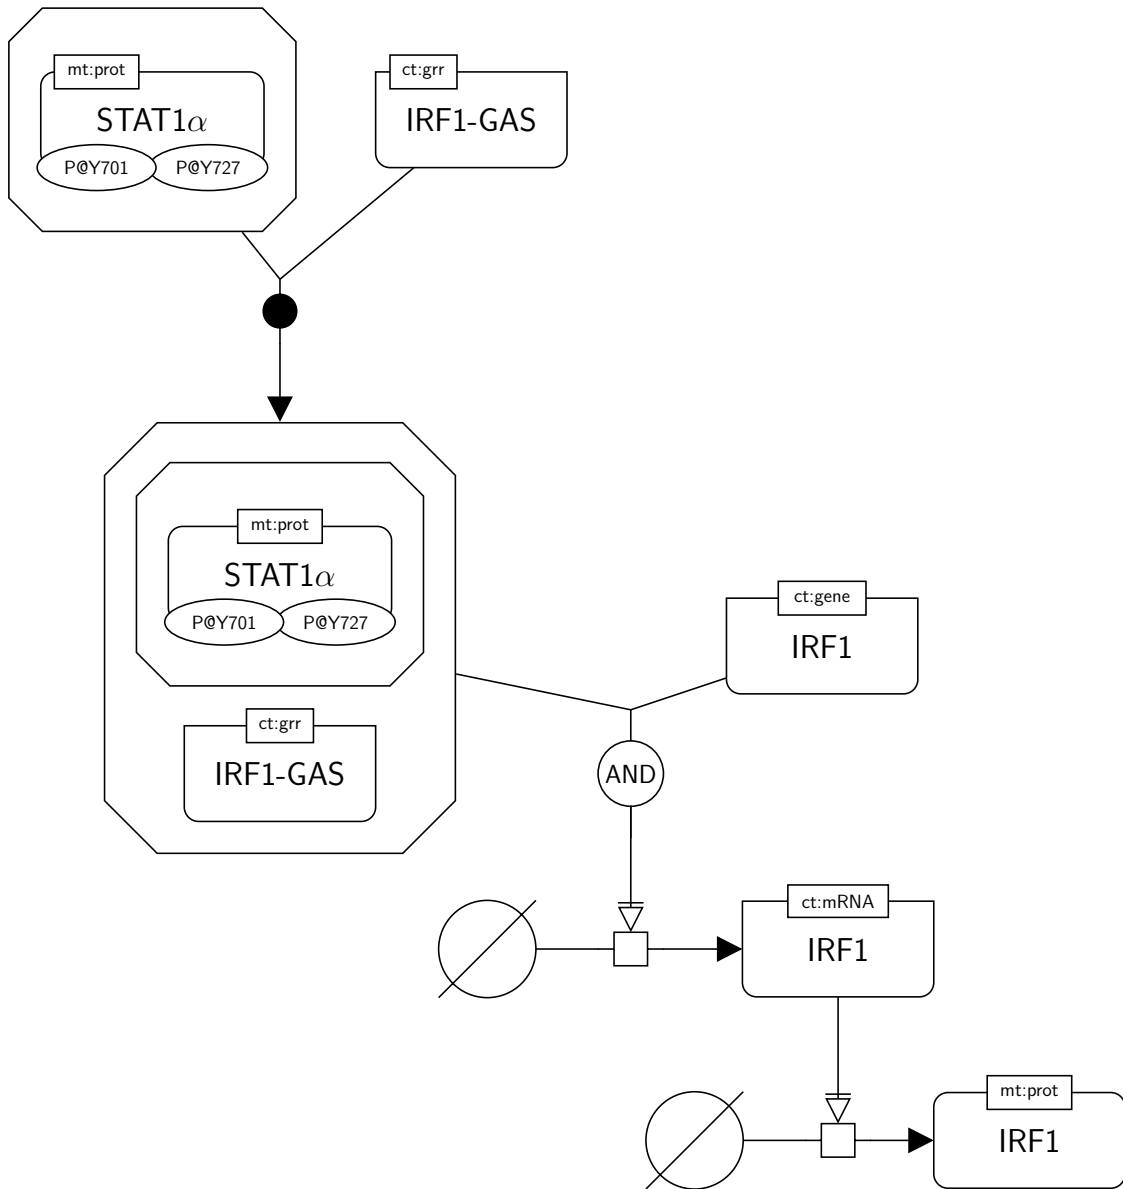 mt:prot
STAT1α
P@Y701
P@Y727
ct:grr
IRF1-GAS
mt:prot
STAT1α
P@Y701
P@Y727
ct:grr
IRF1-GAS
ct:gene
IRF1
AND
ct:mRNA
IRF1
mt:prot
IRF1